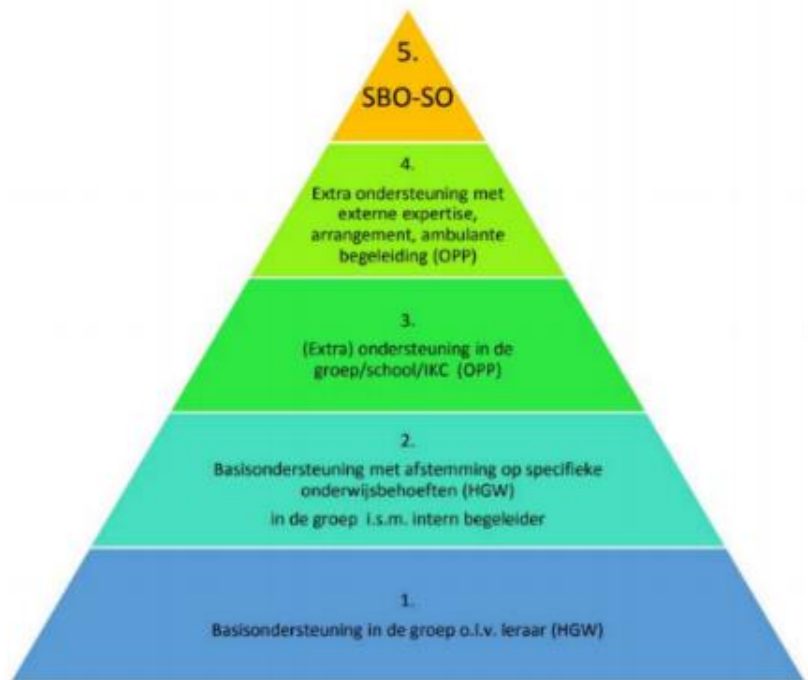 5.
SBO-SO
4.
Extra ondersteuning met
externe expertise,
arrangement, ambulante
begeleiding (OPP)
3.
(Extra) ondersteuning in de
groep/school/IKC (OPP)
2.
Basisondersteuning met afstemming op specifieke
onderwijsbehoeften (HGW)
in de groep i.s.m. intern begeleider
1.
Basisondersteuning in de groep o.l.v. leraar (HGW)